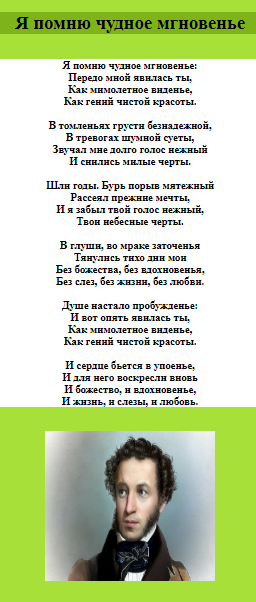 Я помню чудное мгновенье
Я помню чудное мгновенье:
Передо мной явилась ты,
Как мимолетное виденье,
Как гений чистой красоты.
В томленьях грусти безнадежной,
В тревогах шумной суеты,
Звучал мне долго голос нежный
И снились милые черты.
Шли годы. Бурь порыв мятежный
Рассеял прежние мечты,
И я забыл твой голос нежный,
Твои небесные черты.
В глуши, во мраке заточенья
Тянулись тихо дни мои
Без божества, без вдохновенья,
Без слез, без жизни, без любви.
Душе настало пробужденье:
И вот опять явилась ты,
Как мимолетное виденье,
Как гений чистой красоты.
И сердце бьется в упоенье,
И для него воскресли вновь
И божество, и вдохновенье,
И жизнь, и слезы, и любовь.